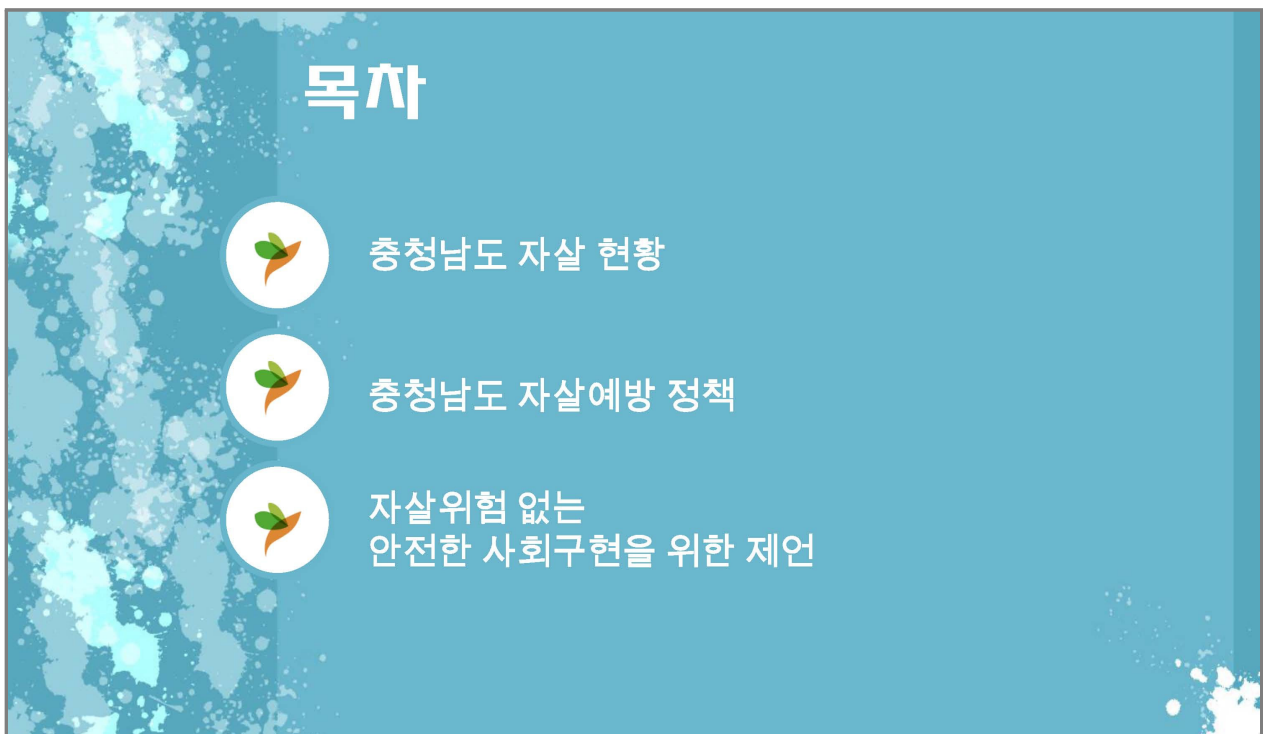 목차
충청남도 자살 현황
충청남도 자살예방 정책
자살위험 없는
안전한 사회구현을 위한 제언